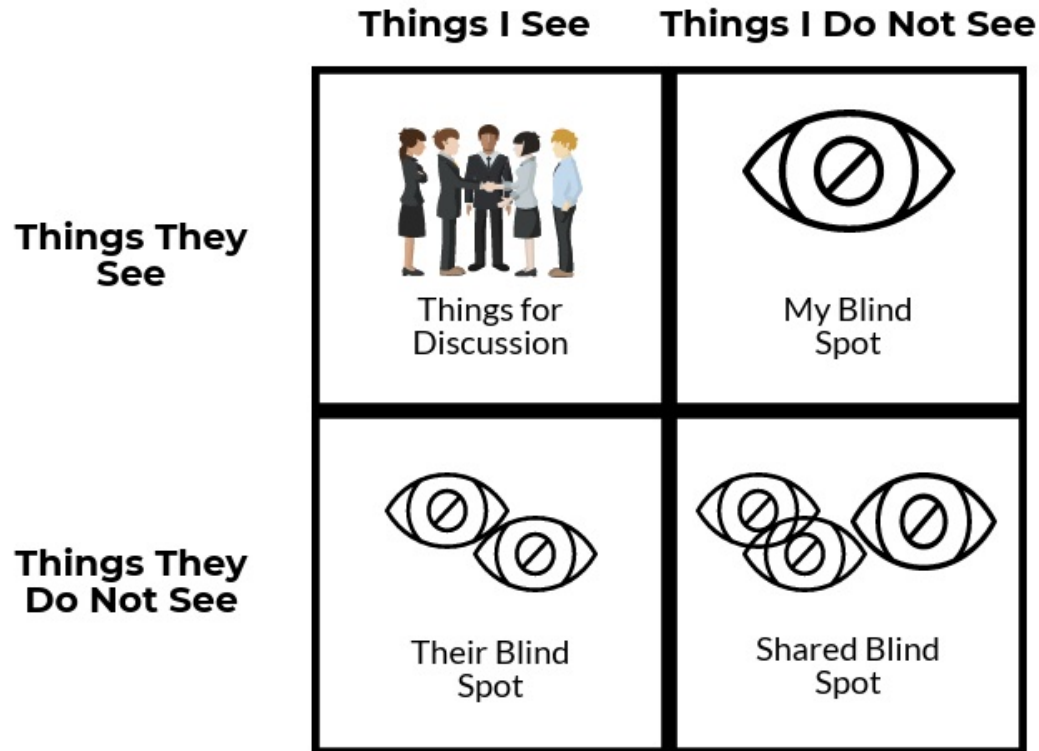 Things I See
Things I Do Not See
Things They
See
Things for
Discussion
My Blind
Spot
Things They
Do Not See
Their Blind
Spot
Shared Blind
Spot